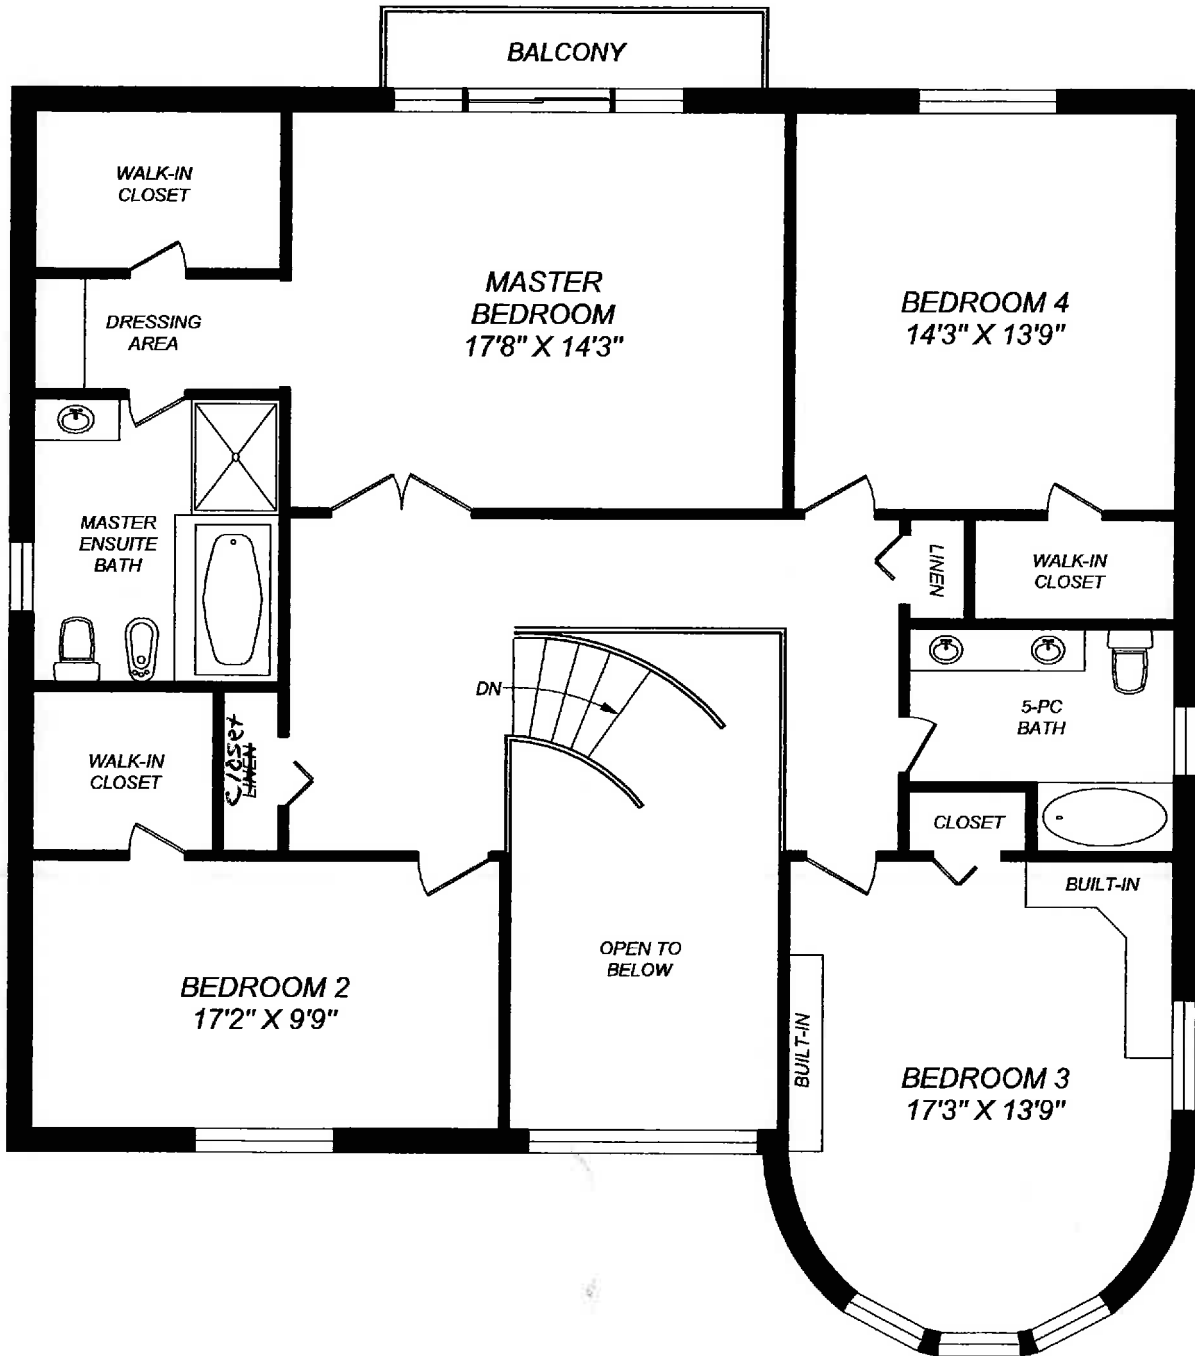 BALCONY
WALK-IN
CLOSET
MASTER
BEDROOM
17'8" X 14'3"
BEDROOM 4
14'3" X 13'9"
DRESSING
AREA
MASTER
ENSUITE
BATH
LINEN
WALK-IN
CLOSET
DN
5-PC
BATH
WALK-IN
CLOSET
closet
LINEN
CLOSET
BUILT-IN
OPEN TO
BELOW
BEDROOM 2
17'2" X 9'9"
BUILT-IN
BEDROOM 3
17'3" X 13'9"